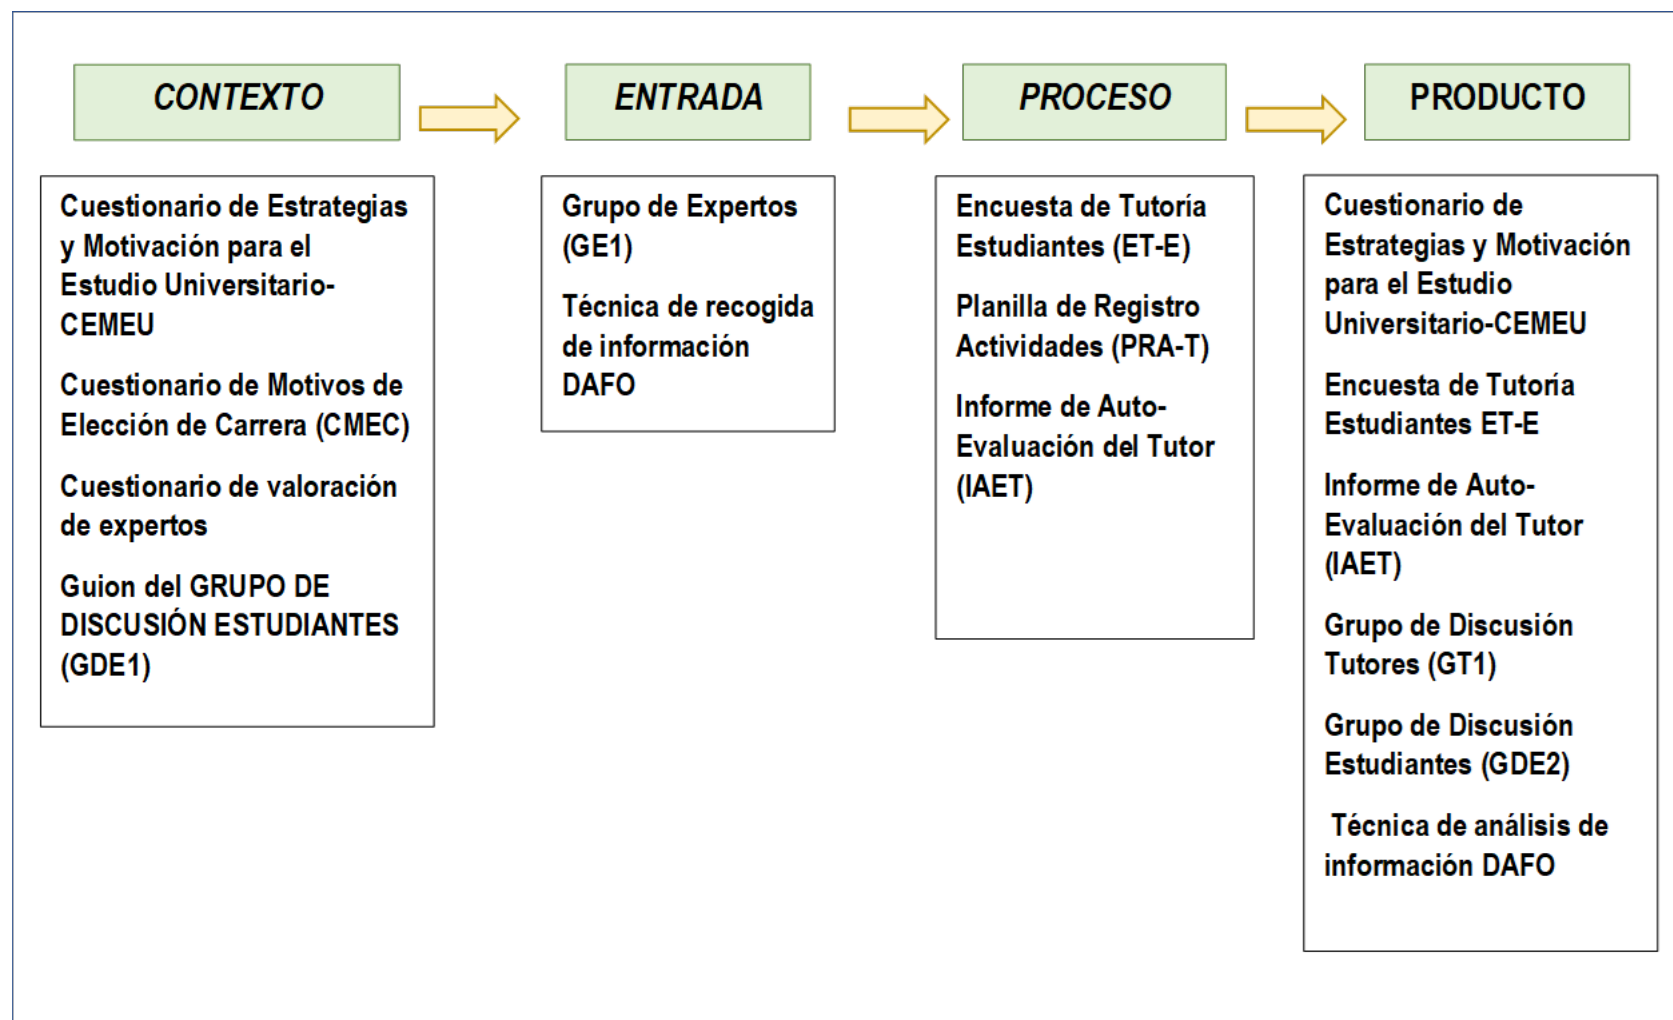 CONTEXTO
ENTRADA
PROCESO
PRODUCTO
Cuestionario de Estrategias
y Motivación para el
Estudio Universitario-
CEMEU
Cuestionario de Motivos de
Elección de Carrera (CMEC)
Cuestionario de valoración
de expertos
Guion del GRUPO DE
DISCUSIÓN ESTUDIANTES
(GDE1)
Grupo de Expertos
(GE1)
Técnica de recogida
de información
DAFO
Encuesta de Tutoría
Estudiantes (ET-E)
Planilla de Registro
Actividades (PRA-T)
Informe de Auto-
Evaluación del Tutor
(IAET)
Cuestionario de
Estrategias y Motivación
para el Estudio
Universitario-CEMEU
Encuesta de Tutoría
Estudiantes ET-E
Informe de Auto-
Evaluación del Tutor
(IAET)
Grupo de Discusión
Tutores (GT1)
Grupo de Discusión
Estudiantes (GDE2)
Técnica de análisis de
información DAFO